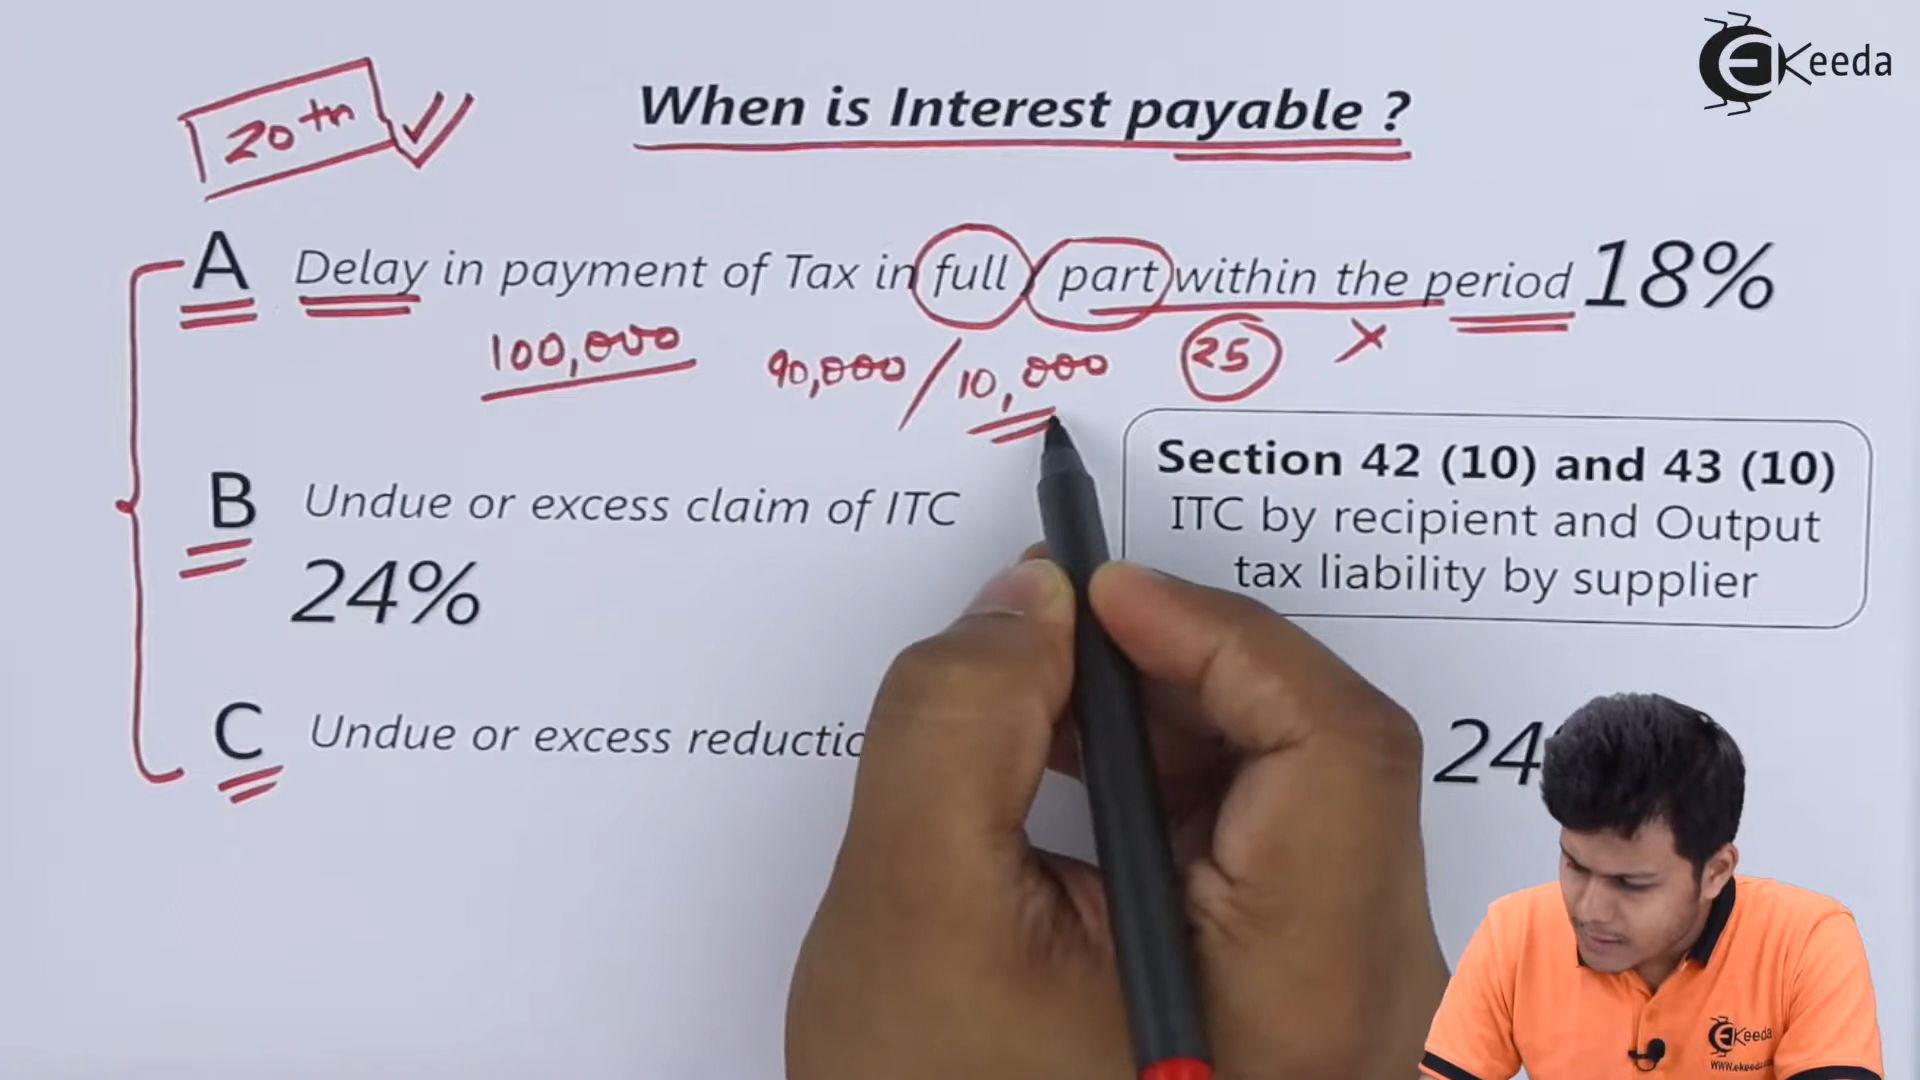 Keeda
20th
When is Interest payable ?
A Delay in payment of Tax in full / part within the period 18%
100,000 90,000 / 10,000 25 X
B Undue or excess claim of ITC
24%
Section 42 (10) and 43 (10)
ITC by recipient and Output
tax liability by supplier
C Undue or excess 24
Keeda